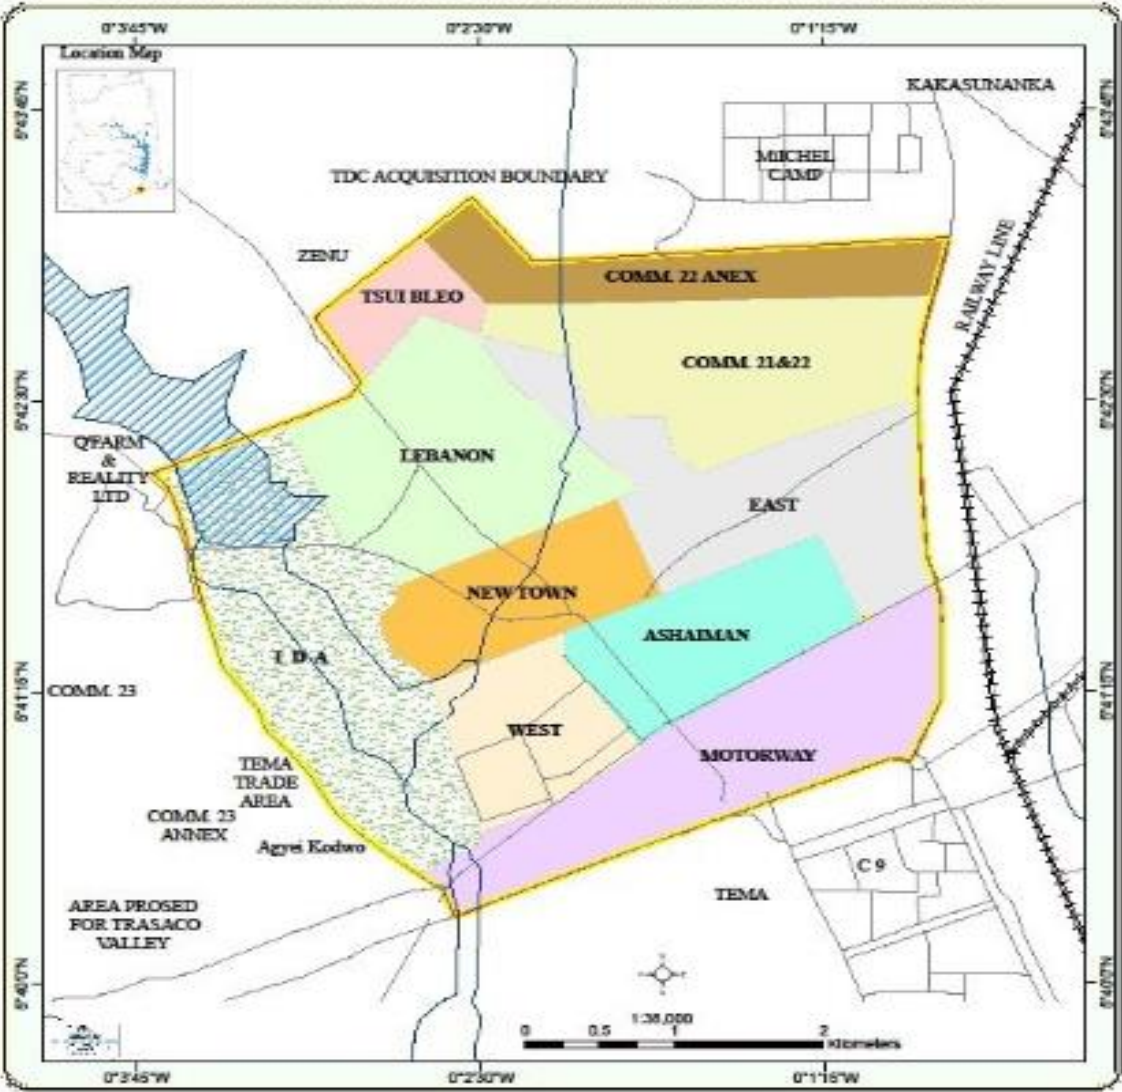 0°3'45"W 0°2'30"W 0°1'15"W
Location Map
KAKASUNANKA
5°43'45"N 5°43'45"N
MIICHEL
CAMP
TDC ACQUISITION BOUNDARY
ZENU
RAILWAY LINE
COMM. 22 ANEX
TSUI BLEO
COMM. 21&22
5°42'30"N 5°42'30"N
Q'FARM
&
REALITY
LTD
LEBANON
EAST
NEW TOWN
ASHAIMAN
I D A
COMM. 23
5°41'15"N 5°41'15"N
WEST
MOTORWAY
TEMA
TRADE
AREA
COMM. 23
ANNEX
Agyei Kodwo
C 9
TEMA
AREA PROSED
FOR TRASACO
VALLEY
5°40'0"N 5°40'0"N
1:38,000
0 0.5 1 2
Kilometers
0°3'45"W 0°2'30"W 0°1'15"W